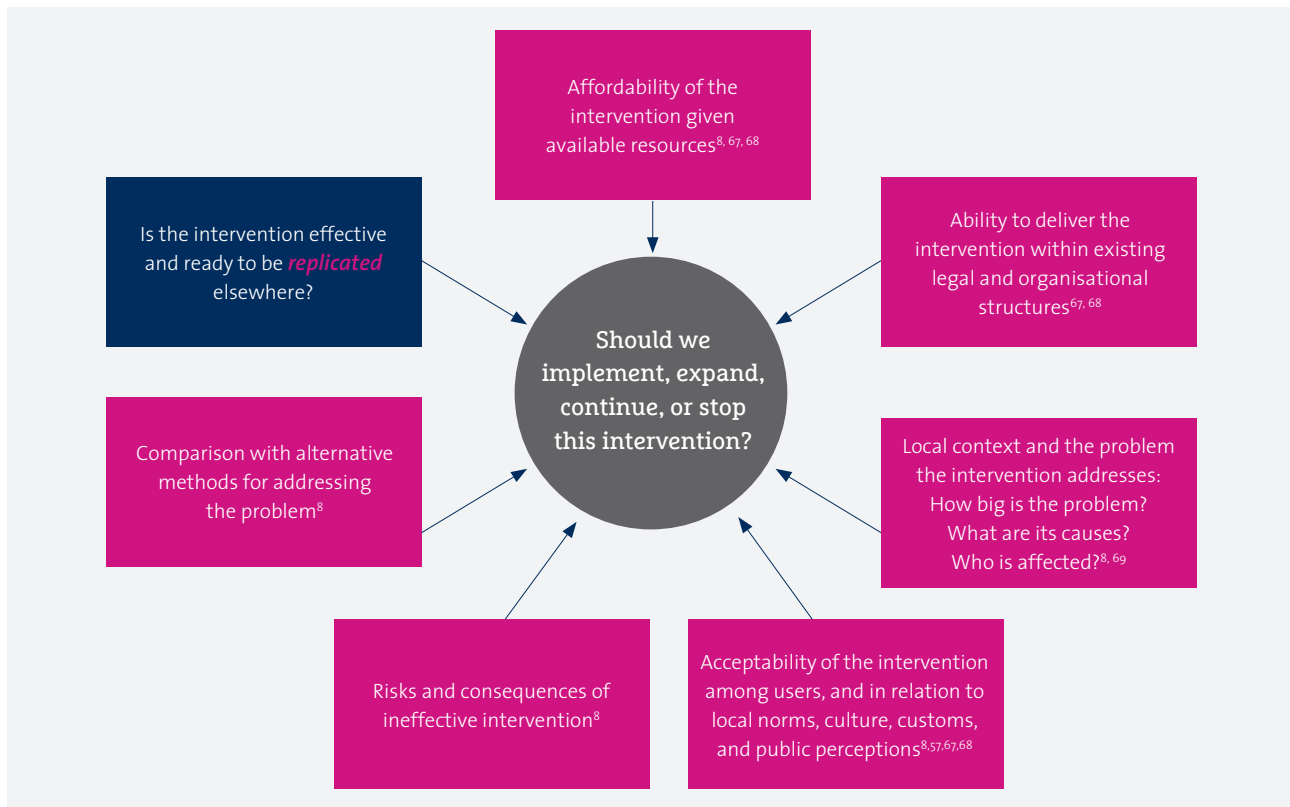 Affordability of the
intervention given
available resources8, 67, 68
Is the intervention effective
and ready to be replicated
elsewhere?
Ability to deliver the
intervention within existing
legal and organisational
structures67, 68
Should we
implement, expand,
continue, or stop
this intervention?
Comparison with alternative
methods for addressing
the problem8
Local context and the problem
the intervention addresses:
How big is the problem?
What are its causes?
Who is affected?8, 69
Risks and consequences of
ineffective intervention8
Acceptability of the intervention
among users, and in relation to
local norms, culture, customs,
and public perceptions8,57,67,68